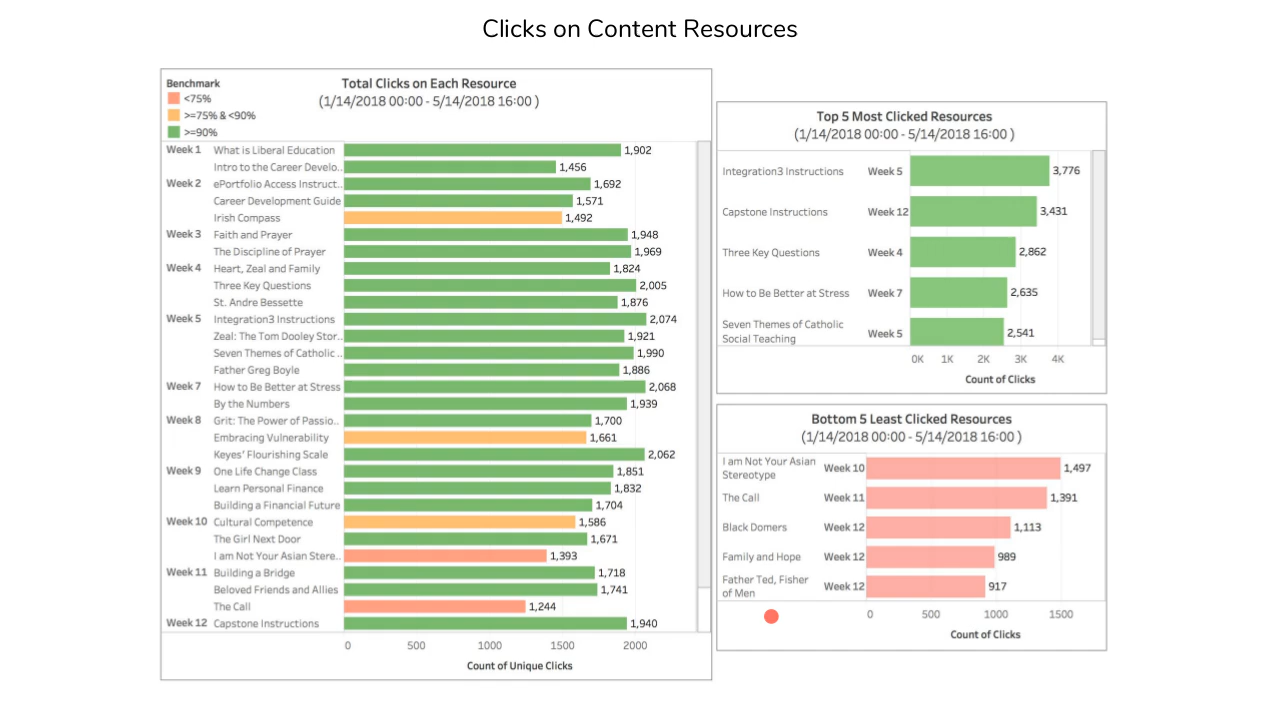 Clicks on Content Resources
Benchmark
<75%
>=75% & <90%
>=90%
Total Clicks on Each Resource
(1/14/2018 00:00 - 5/14/2018 16:00 )
Week 1 What is Liberal Education 1,902
Intro to the Career Develo.. 1,456
Week 2 ePortfolio Access Instruct.. 1,692
Career Development Guide 1,571
Irish Compass 1,492
Week 3 Faith and Prayer 1,948
The Discipline of Prayer 1,969
Week 4 Heart, Zeal and Family 1,824
Three Key Questions 2,005
St. Andre Bessette 1,876
Week 5 Integration3 Instructions 2,074
Zeal: The Tom Dooley Stor.. 1,921
Seven Themes of Catholic .. 1,990
Father Greg Boyle 1,886
Week 7 How to Be Better at Stress 2,068
By the Numbers 1,939
Week 8 Grit: The Power of Passio.. 1,700
Embracing Vulnerability 1,661
Keyes' Flourishing Scale 2,062
Week 9 One Life Change Class 1,851
Learn Personal Finance 1,832
Building a Financial Future 1,704
Week 10 Cultural Competence 1,586
The Girl Next Door 1,671
I am Not Your Asian Stere.. 1,393
Week 11 Building a Bridge 1,718
Beloved Friends and Allies 1,741
The Call 1,244
Week 12 Capstone Instructions 1,940
0 500 1000 1500 2000
Count of Unique Clicks
Top 5 Most Clicked Resources
(1/14/2018 00:00 - 5/14/2018 16:00 )
Integration3 Instructions Week 5 3,776
Capstone Instructions Week 12 3,431
Three Key Questions Week 4 2,862
How to Be Better at Stress Week 7 2,635
Seven Themes of Catholic
Social Teaching Week 5 2,541
0K 1K 2K 3K 4K
Count of Clicks
Bottom 5 Least Clicked Resources
(1/14/2018 00:00 - 5/14/2018 16:00 )
I am Not Your Asian
Stereotype Week 10 1,497
The Call Week 11 1,391
Black Domers Week 12 1,113
Family and Hope Week 12 989
Father Ted, Fisher
of Men Week 12 917
0 500 1000 1500
Count of Clicks